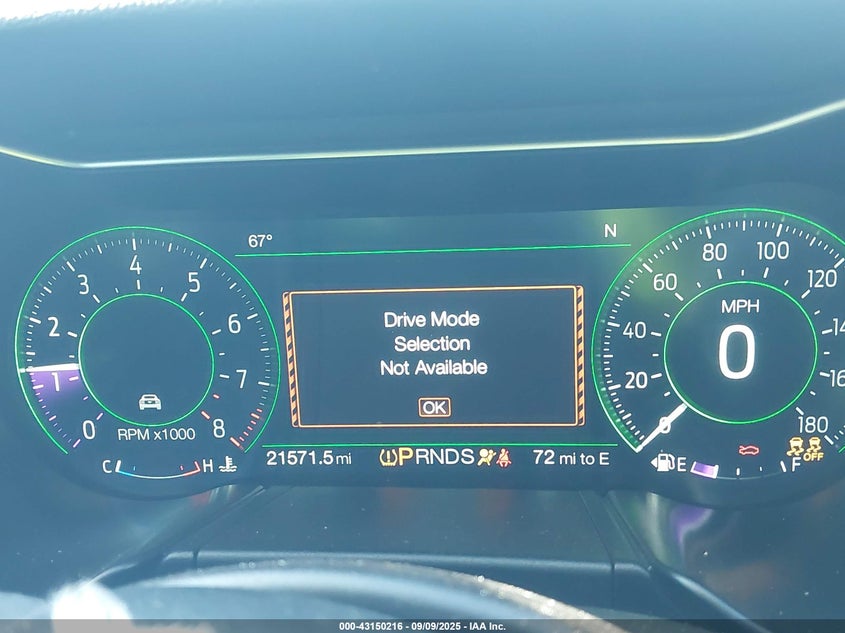 67°
N
0
1
2
3
4
5
6
7
8
RPM x1000
C
H
Drive Mode
Selection
Not Available
OK
21571.5 mi
PRNDS
72 mi to E
0
20
40
60
80
100
120
180
MPH
0
E
F
OFF
000-43150216 - 09/09/2025 - IAA Inc.